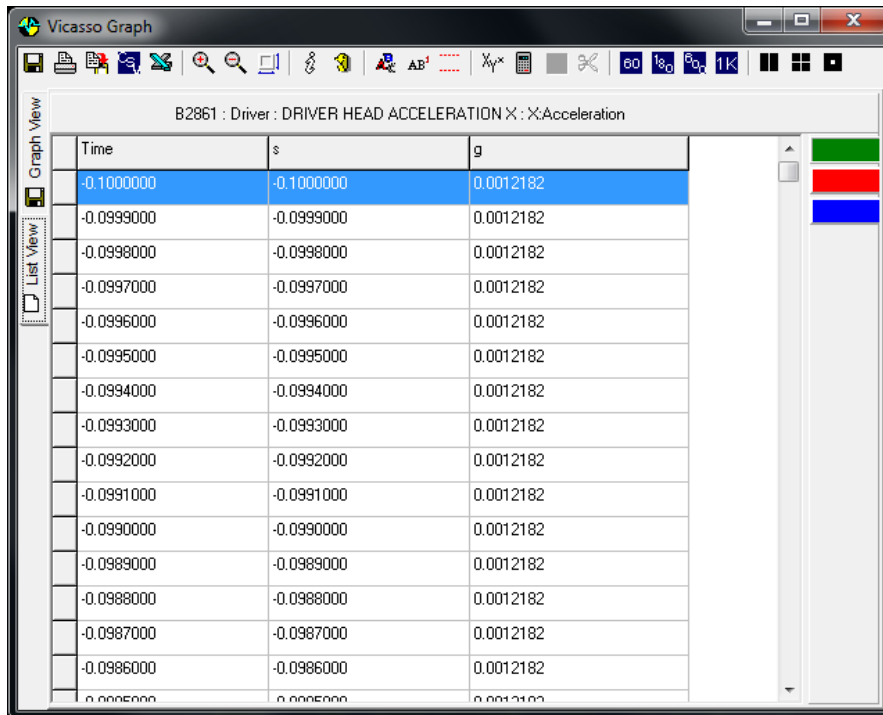 Vicasso Graph
AB¹ 60 1K
B2861 : Driver : DRIVER HEAD ACCELERATION X : X:Acceleration
Graph View
List View
Time s g
-0.1000000 -0.1000000 0.0012182
-0.0999000 -0.0999000 0.0012182
-0.0998000 -0.0998000 0.0012182
-0.0997000 -0.0997000 0.0012182
-0.0996000 -0.0996000 0.0012182
-0.0995000 -0.0995000 0.0012182
-0.0994000 -0.0994000 0.0012182
-0.0993000 -0.0993000 0.0012182
-0.0992000 -0.0992000 0.0012182
-0.0991000 -0.0991000 0.0012182
-0.0990000 -0.0990000 0.0012182
-0.0989000 -0.0989000 0.0012182
-0.0988000 -0.0988000 0.0012182
-0.0987000 -0.0987000 0.0012182
-0.0986000 -0.0986000 0.0012182